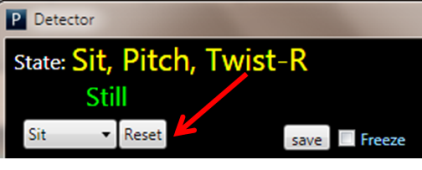 P Detector
State: Sit, Pitch, Twist-R
Still
Sit Reset save Freeze